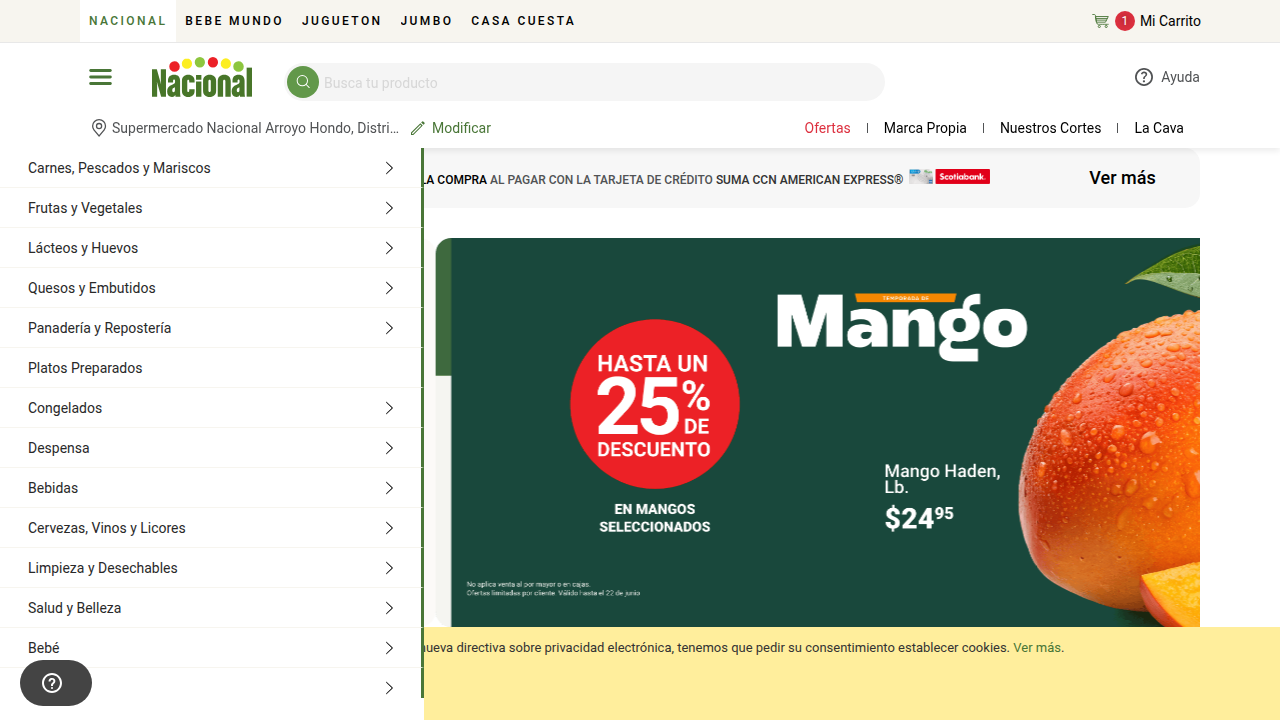 NACIONAL BEBE MUNDO JUGUETON JUMBO CASA CUESTA 1 Mi Carrito
Nacional Busca tu producto Ayuda
Supermercado Nacional Arroyo Hondo, Distri... Modificar Ofertas Marca Propia Nuestros Cortes La Cava
Carnes, Pescados y Mariscos
LA COMPRA AL PAGAR CON LA TARJETA DE CRÉDITO SUMA CCN AMERICAN EXPRESS® Scotiabank. Ver más
Frutas y Vegetales
Lácteos y Huevos
Quesos y Embutidos
Panadería y Repostería
Platos Preparados
Congelados
Despensa
Bebidas
Cervezas, Vinos y Licores
Limpieza y Desechables
Salud y Belleza
Bebé
TEMPORADA DE
Mango
HASTA UN
25%
DE
DESCUENTO
EN MANGOS
SELECCIONADOS
Mango Haden,
Lb.
$2495
No aplica venta al por mayor o en cajas.
Ofertas limitadas por cliente. Válido hasta el 22 de junio
nueva directiva sobre privacidad electrónica, tenemos que pedir su consentimiento establecer cookies. Ver más.